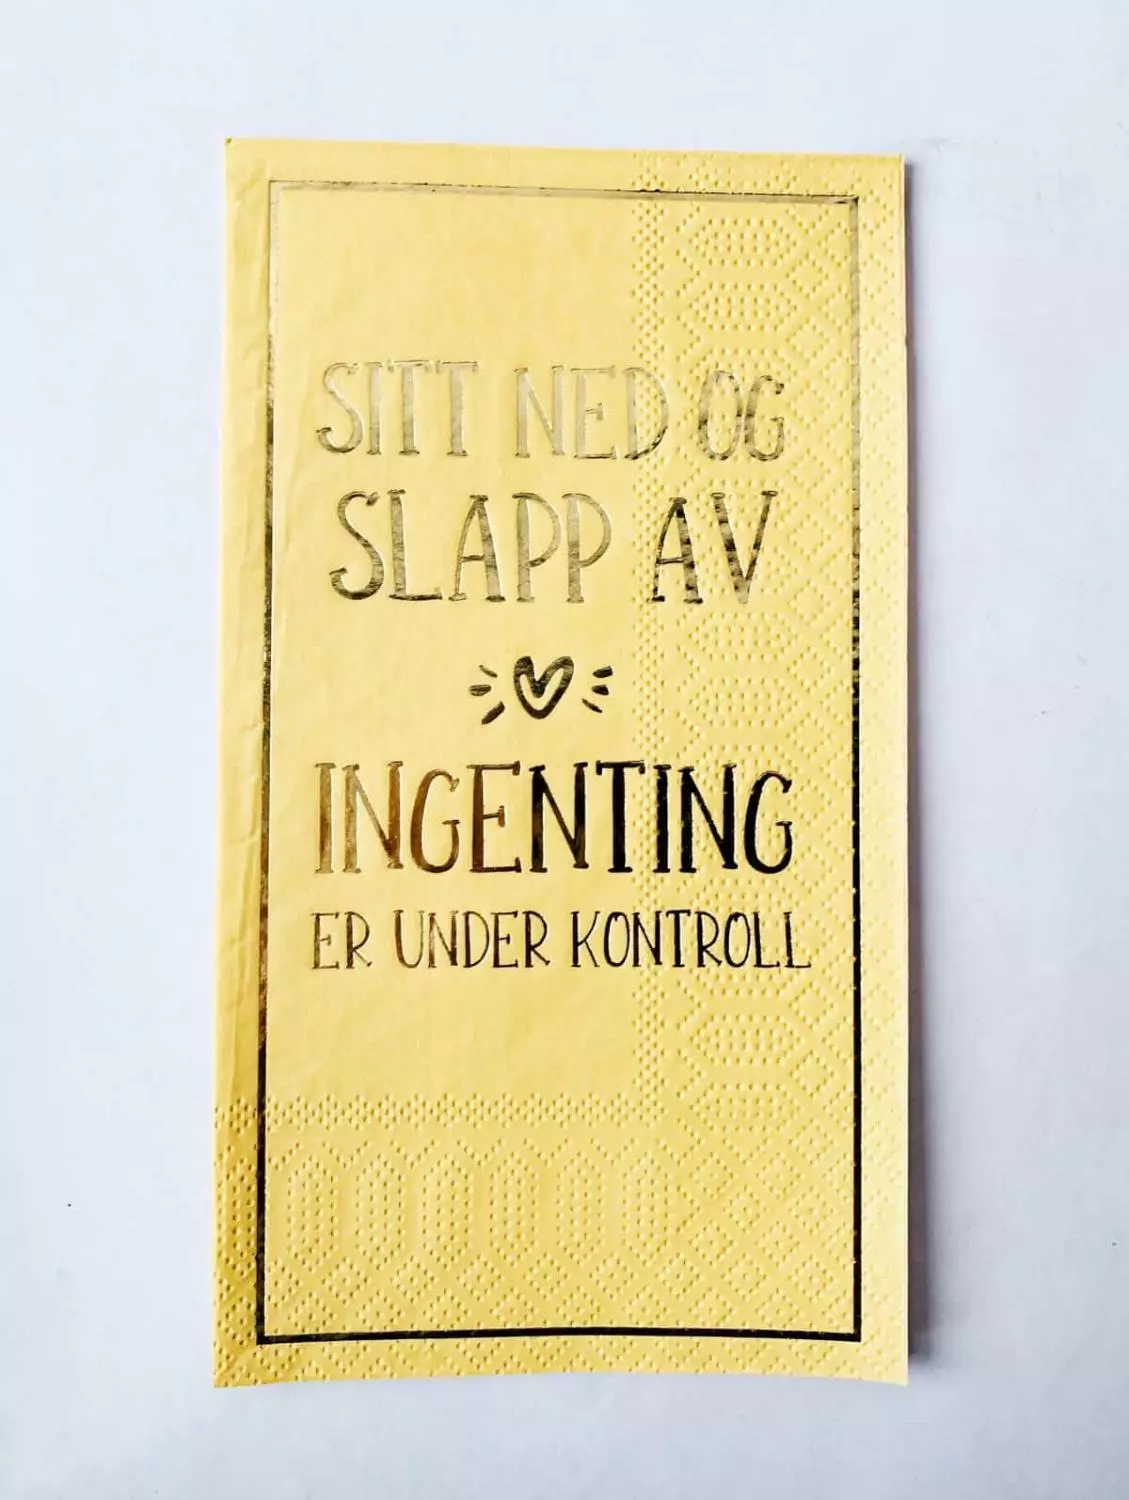 SITT NED OG
SLAPP AV
INGENTING
ER UNDER KONTROLL